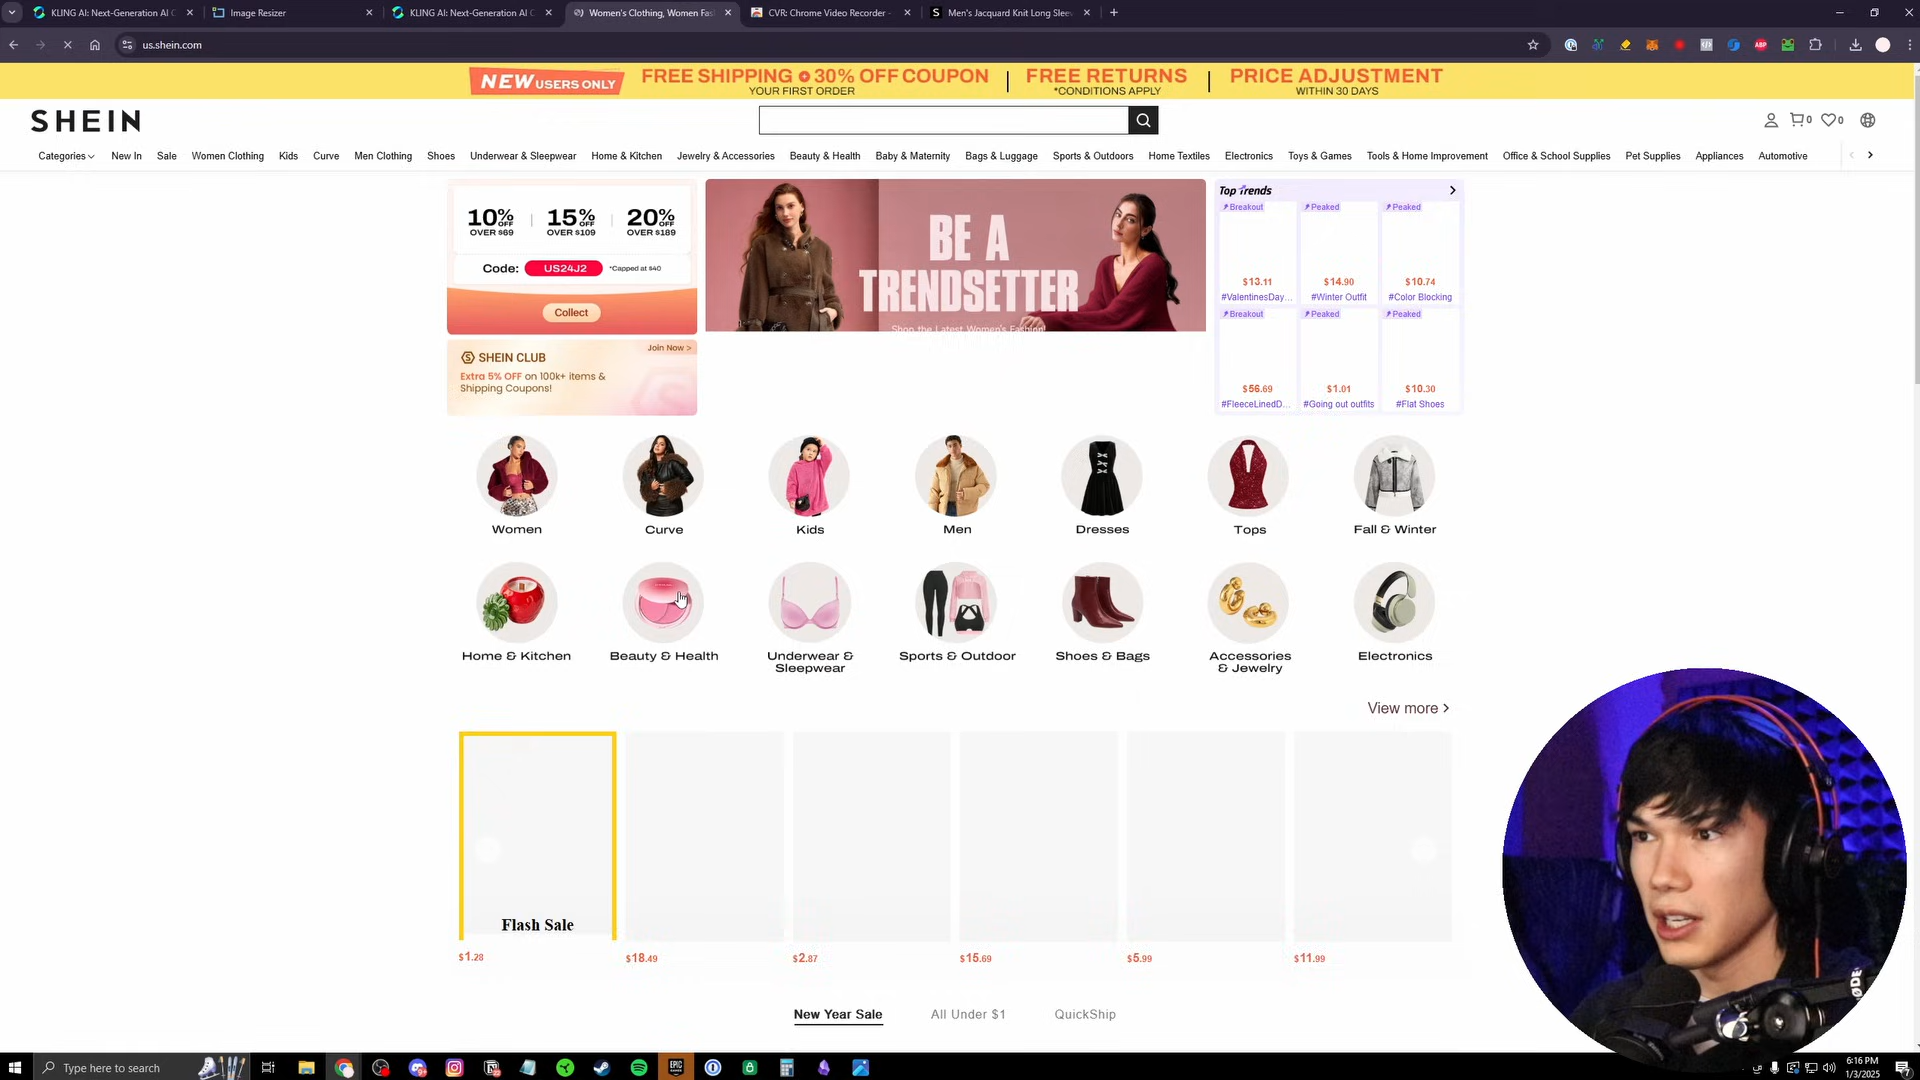 KLING AI: Next-Generation AI C
Image Resizer
KLING AI: Next-Generation AI C
Women's Clothing, Women Fas
CVR: Chrome Video Recorder -
Men's Jacquard Knit Long Slee
us.shein.com
NEW USERS ONLY
FREE SHIPPING + 30% OFF COUPON
YOUR FIRST ORDER
FREE RETURNS
*CONDITIONS APPLY
PRICE ADJUSTMENT
WITHIN 30 DAYS
SHEIN
0
0
Categories
New In
Sale
Women Clothing
Kids
Curve
Men Clothing
Shoes
Underwear & Sleepwear
Home & Kitchen
Jewelry & Accessories
Beauty & Health
Baby & Maternity
Bags & Luggage
Sports & Outdoors
Home Textiles
Electronics
Toys & Games
Tools & Home Improvement
Office & School Supplies
Pet Supplies
Appliances
Automotive
10% OFF
OVER $69
15% OFF
OVER $109
20% OFF
OVER $189
Code: US24J2 *Capped at $40
Collect
SHEIN CLUB
Join Now >
Extra 5% OFF on 100k+ items &
Shipping Coupons!
BE A
TRENDSETTER
Shop the Latest Women's Fashion!
Top Trends
Breakout
Peaked
Peaked
$13.11
$14.90
$10.74
#ValentinesDay...
#Winter Outfit
#Color Blocking
Breakout
Peaked
Peaked
$56.69
$1.01
$10.30
#FleeceLinedD...
#Going out outfits
#Flat Shoes
Women
Curve
Kids
Men
Dresses
Tops
Fall & Winter
Home & Kitchen
Beauty & Health
Underwear &
Sleepwear
Sports & Outdoor
Shoes & Bags
Accessories
& Jewelry
Electronics
View more >
Flash Sale
$1.28
$18.49
$2.87
$15.69
$5.99
$11.99
New Year Sale
All Under $1
QuickShip
Type here to search
6:16 PM
1/3/2025